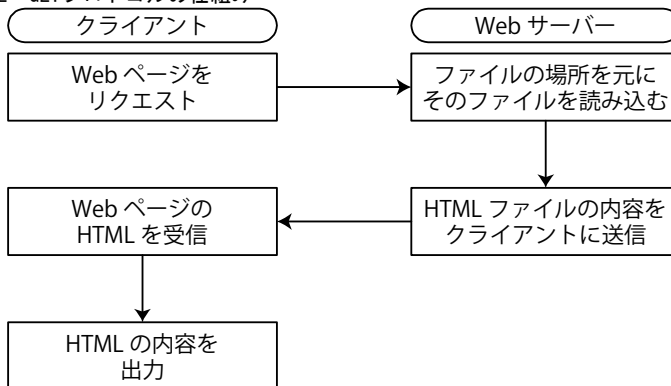 クライアント
Web サーバー
Web ページを
リクエスト
ファイルの場所を元に
そのファイルを読み込む
Web ページの
HTML を受信
HTML ファイルの内容を
クライアントに送信
HTML の内容を
出力